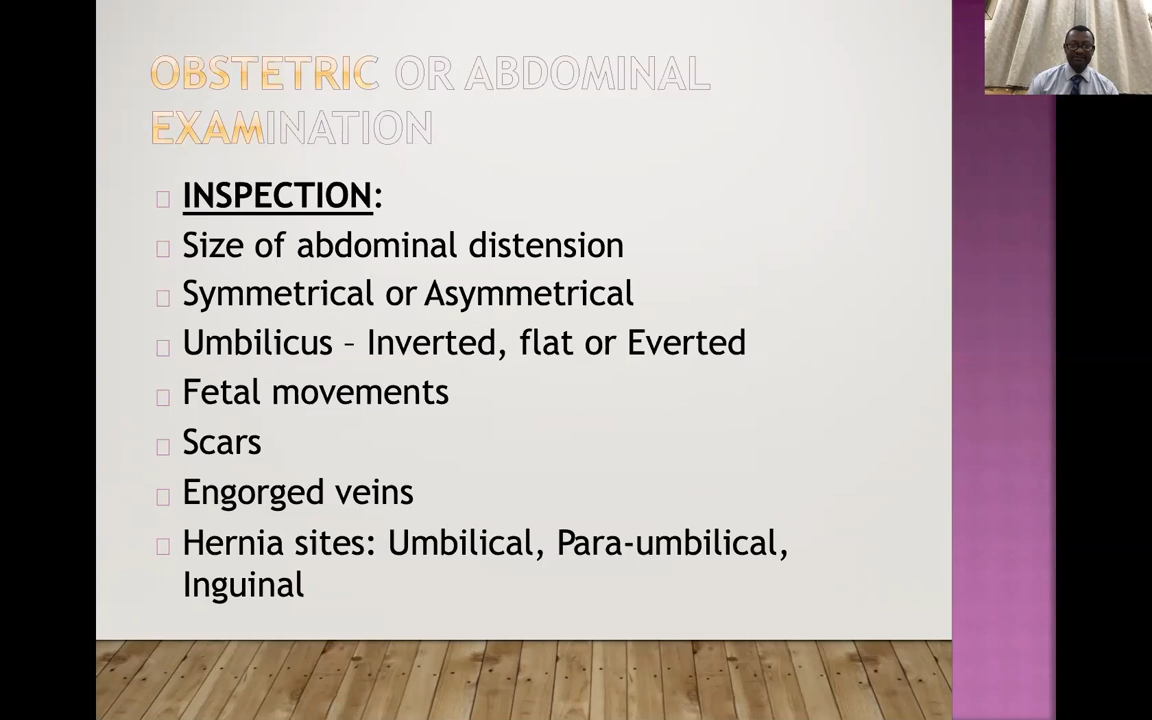 OBSTETRIC OR ABDOMINAL
EXAMINATION
INSPECTION:
Size of abdominal distension
Symmetrical or Asymmetrical
Umbilicus – Inverted, flat or Everted
Fetal movements
Scars
Engorged veins
Hernia sites: Umbilical, Para-umbilical,
Inguinal